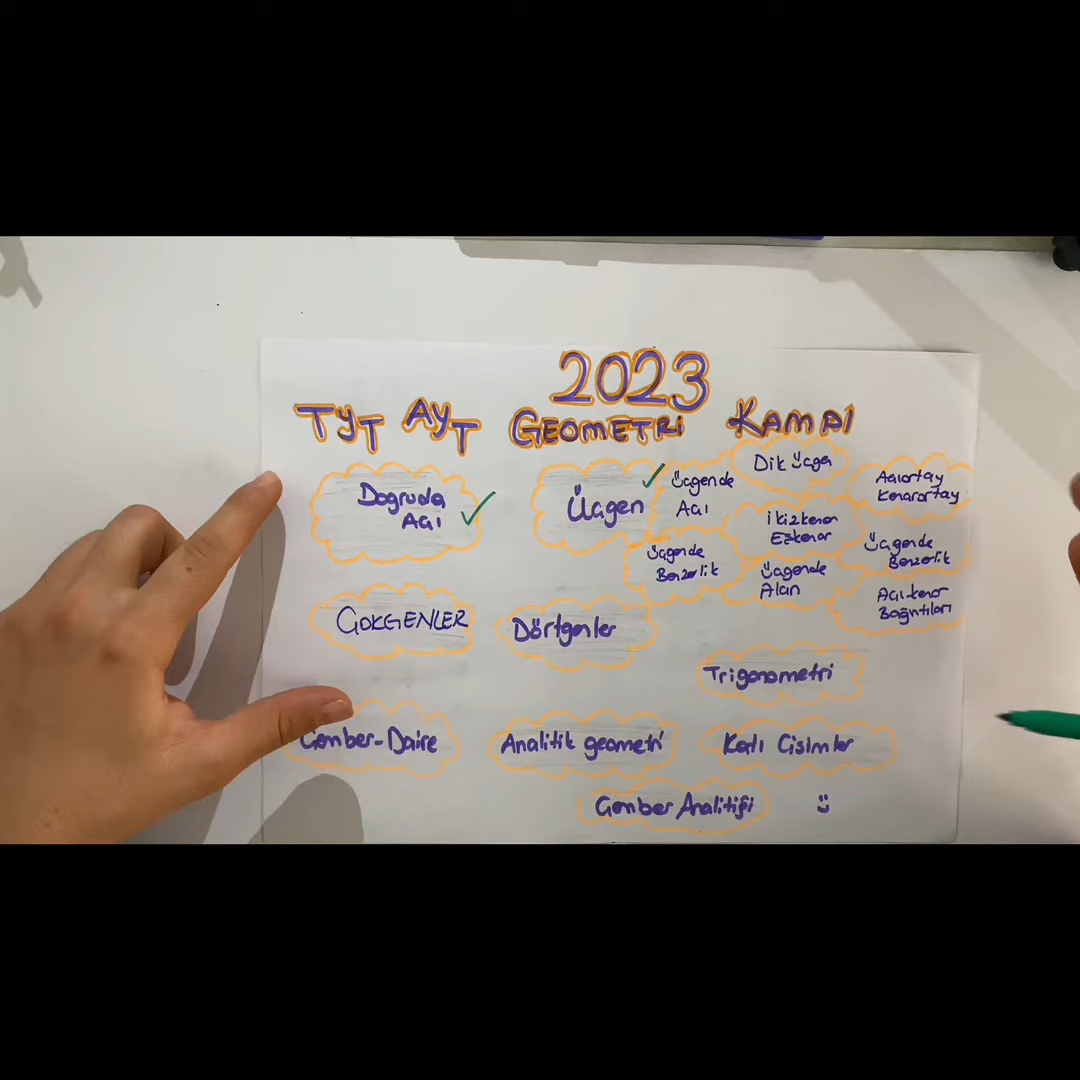 2023
TYT AYT GEOMETRİ KAMPI
Doğruda
Açı
Üçgen
Üçgende
Açı
Dik Üçgen
Açıortay
Kenarortay
İkizkenar
Eşkenar
Üçgende
Benzerlik
Üçgende
Benzerlik
Üçgende
Alan
Açı kenar
Bağıntıları
ÇOKGENLER
Dörtgenler
Trigonometri
Çember-Daire
Analitik geometri
Katı Cisimler
Çember Analitiği